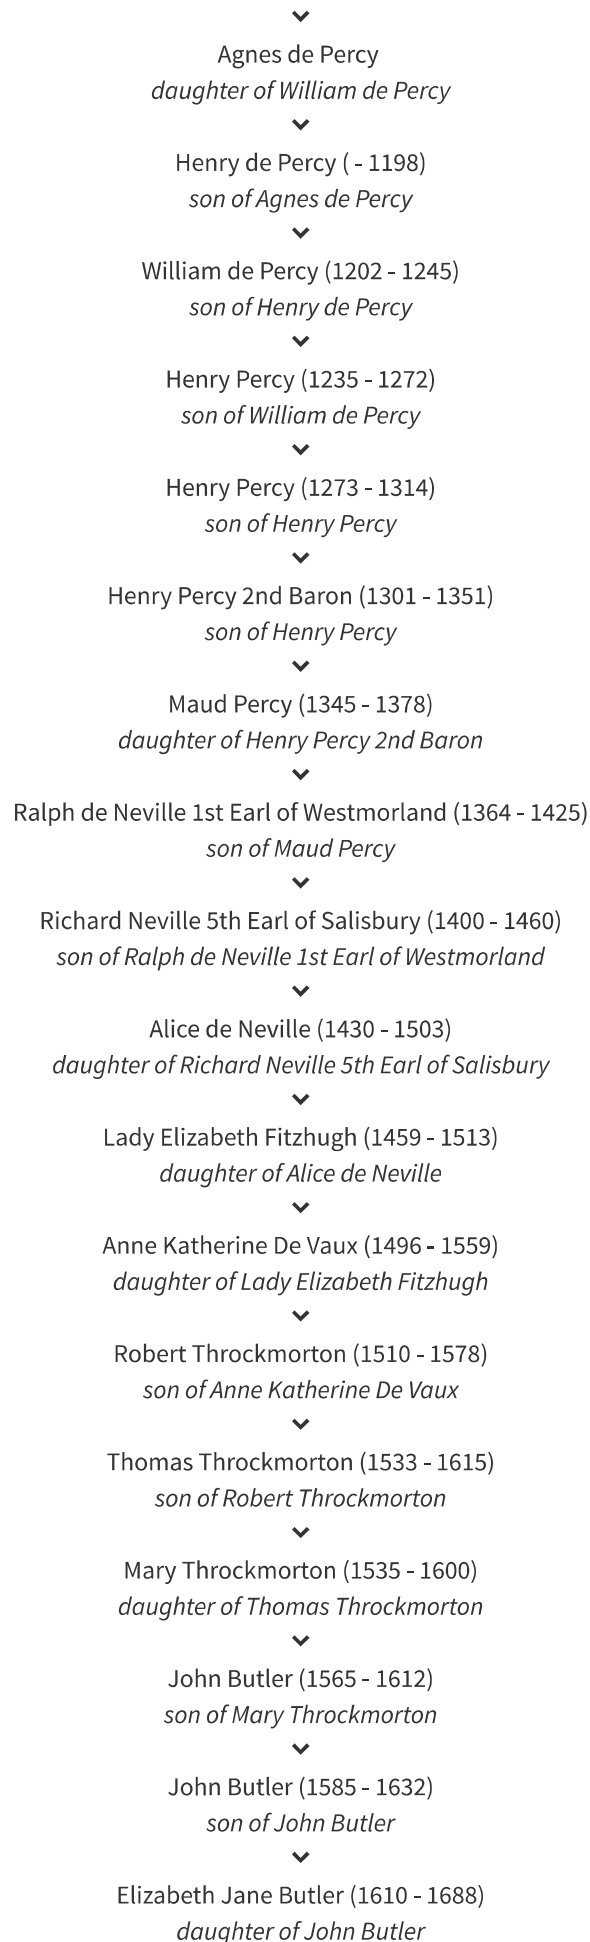 Agnes de Percy
daughter of William de Percy
Henry de Percy ( - 1198)
son of Agnes de Percy
William de Percy (1202 - 1245)
son of Henry de Percy
Henry Percy (1235 - 1272)
son of William de Percy
Henry Percy (1273 - 1314)
son of Henry Percy
Henry Percy 2nd Baron (1301 - 1351)
son of Henry Percy
Maud Percy (1345 - 1378)
daughter of Henry Percy 2nd Baron
Ralph de Neville 1st Earl of Westmorland (1364 - 1425)
son of Maud Percy
Richard Neville 5th Earl of Salisbury (1400 - 1460)
son of Ralph de Neville 1st Earl of Westmorland
Alice de Neville (1430 - 1503)
daughter of Richard Neville 5th Earl of Salisbury
Lady Elizabeth Fitzhugh (1459 - 1513)
daughter of Alice de Neville
Anne Katherine De Vaux (1496 - 1559)
daughter of Lady Elizabeth Fitzhugh
Robert Throckmorton (1510 - 1578)
son of Anne Katherine De Vaux
Thomas Throckmorton (1533 - 1615)
son of Robert Throckmorton
Mary Throckmorton (1535 - 1600)
daughter of Thomas Throckmorton
John Butler (1565 - 1612)
son of Mary Throckmorton
John Butler (1585 - 1632)
son of John Butler
Elizabeth Jane Butler (1610 - 1688)
daughter of John Butler